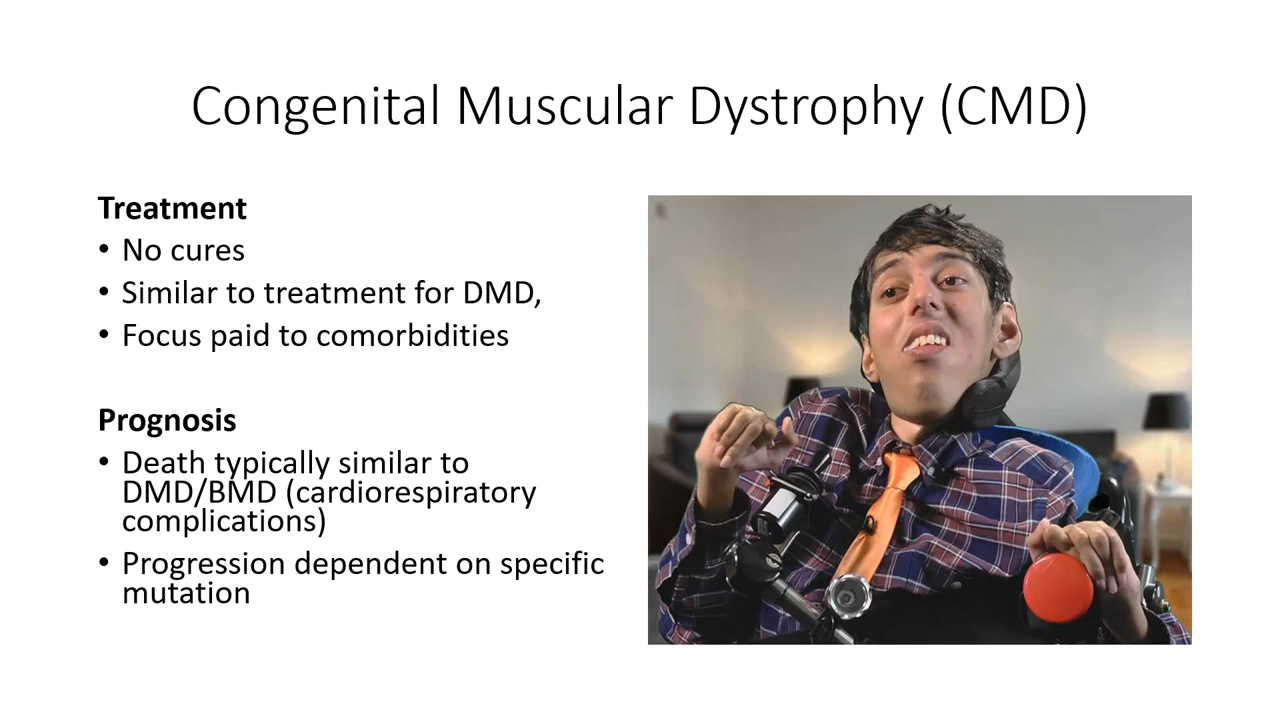 Congenital Muscular Dystrophy (CMD)
Treatment
• No cures
• Similar to treatment for DMD,
• Focus paid to comorbidities
Prognosis
• Death typically similar to
DMD/BMD (cardiorespiratory
complications)
• Progression dependent on specific
mutation